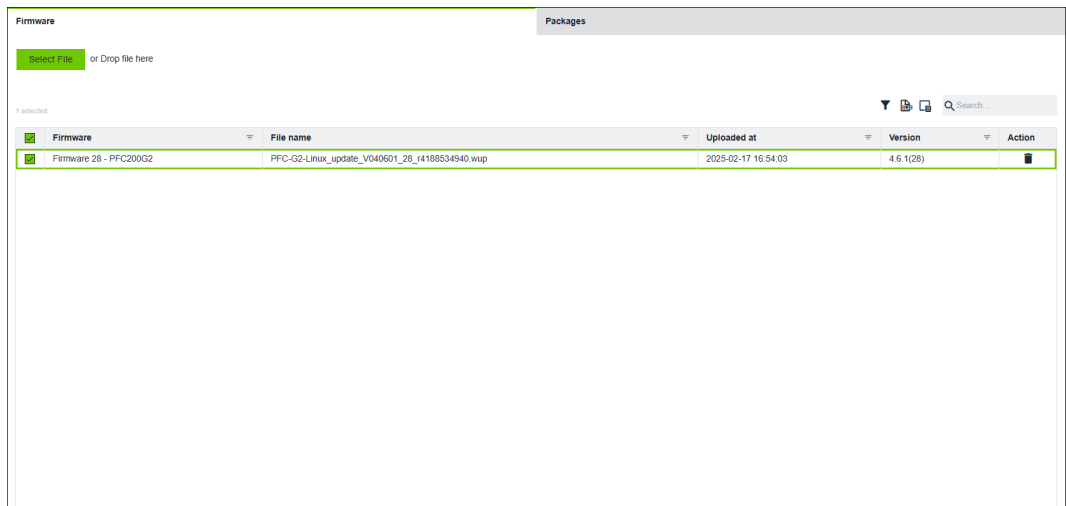 Firmware
Packages
Select File or Drop file here
1 selected
Search...
Firmware File name Uploaded at Version Action
Firmware 28 - PFC200G2 PFC-G2-Linux_update_V040601_28_r4188534940.wup 2025-02-17 16:54:03 4.6.1(28)